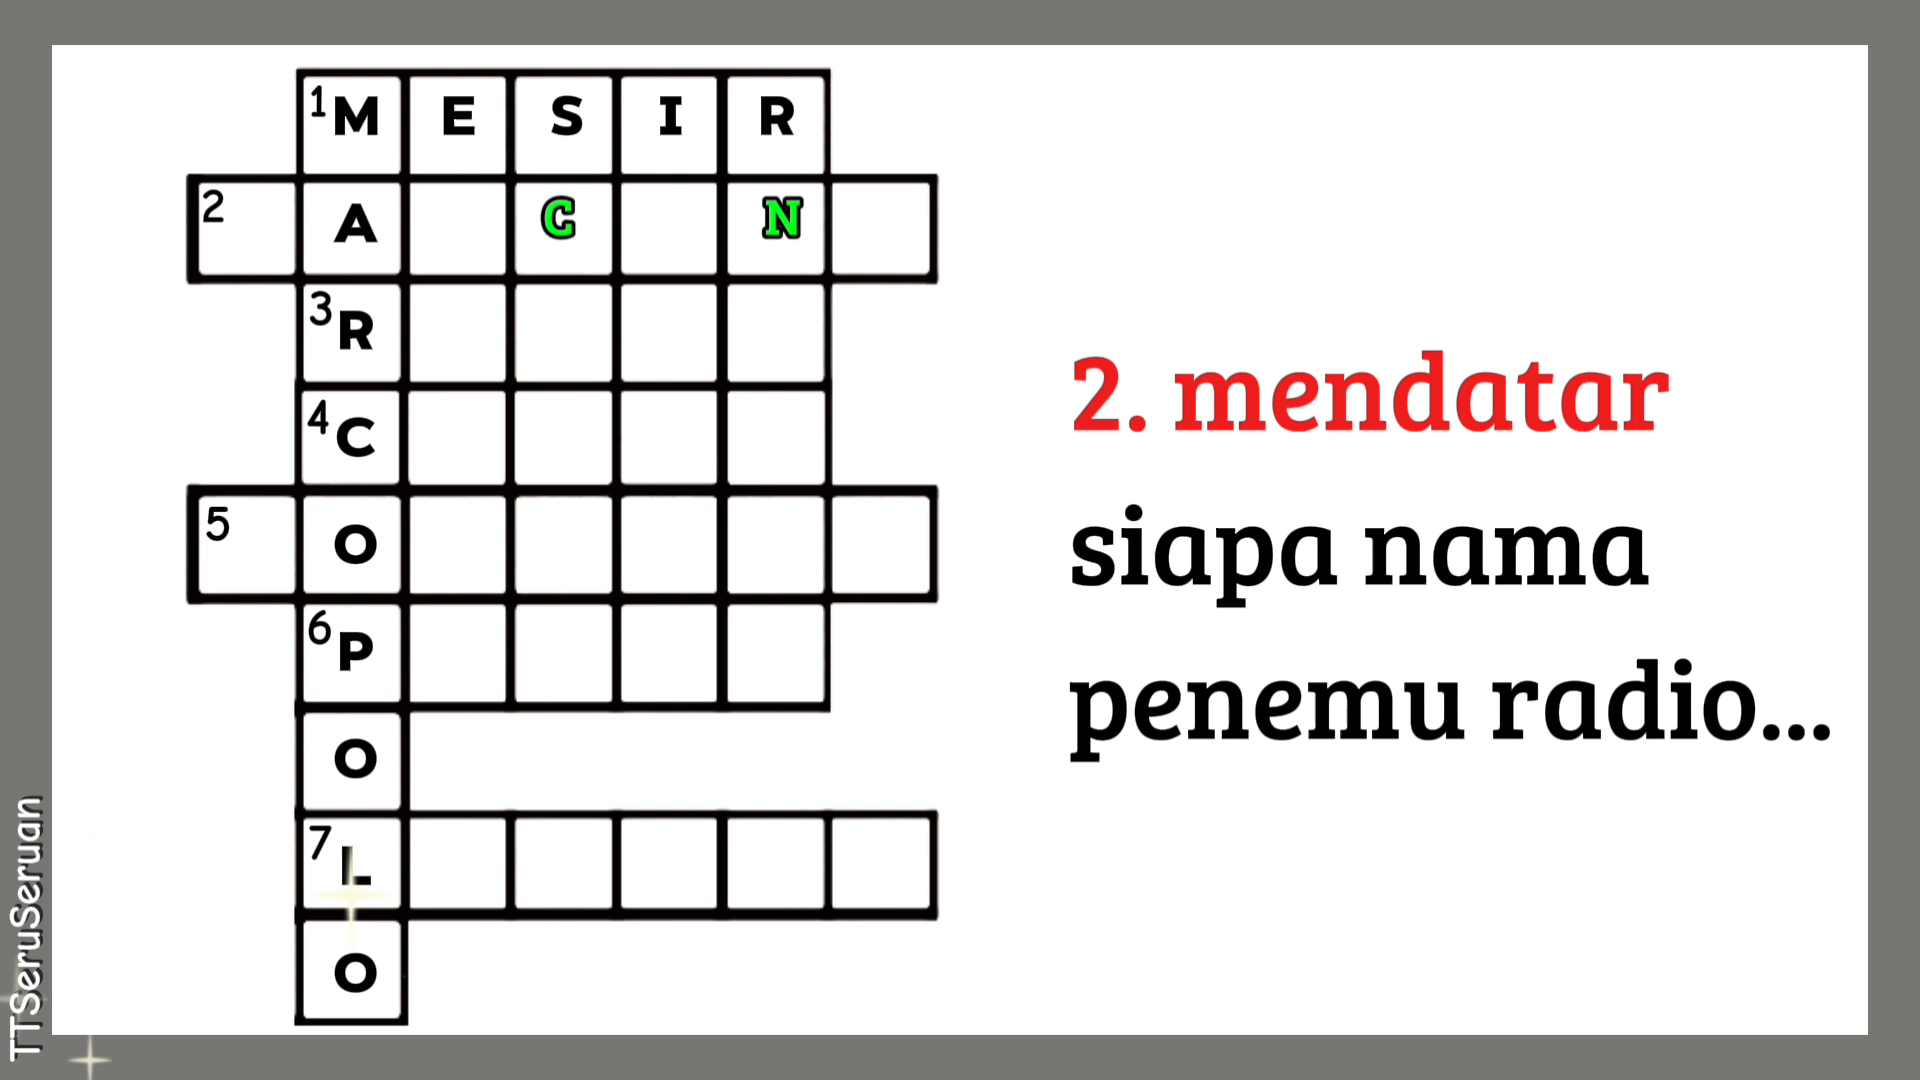 1 M E S I R
2 A C N
3 R
4 C
5 O
6 P
O
7 L
O
2. mendatar
siapa nama
penemu radio...
TTSeruSeruan